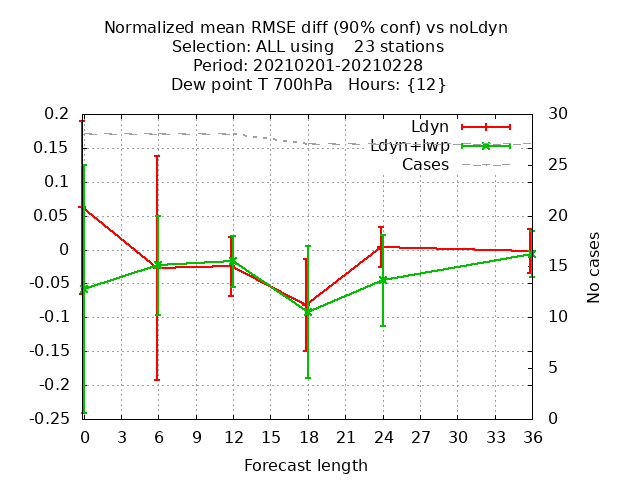 Normalized mean RMSE diff (90% conf) vs noLdyn
Selection: ALL using 23 stations
Period: 20210201-20210228
Dew point T 700hPa Hours: {12}
0.2
0.15
0.1
0.05
0
-0.05
-0.1
-0.15
-0.2
-0.25
Ldyn
Ldyn+lwp
Cases
30
25
20
15
10
5
0
No cases
0 3 6 9 12 15 18 21 24 27 30 33 36
Forecast length